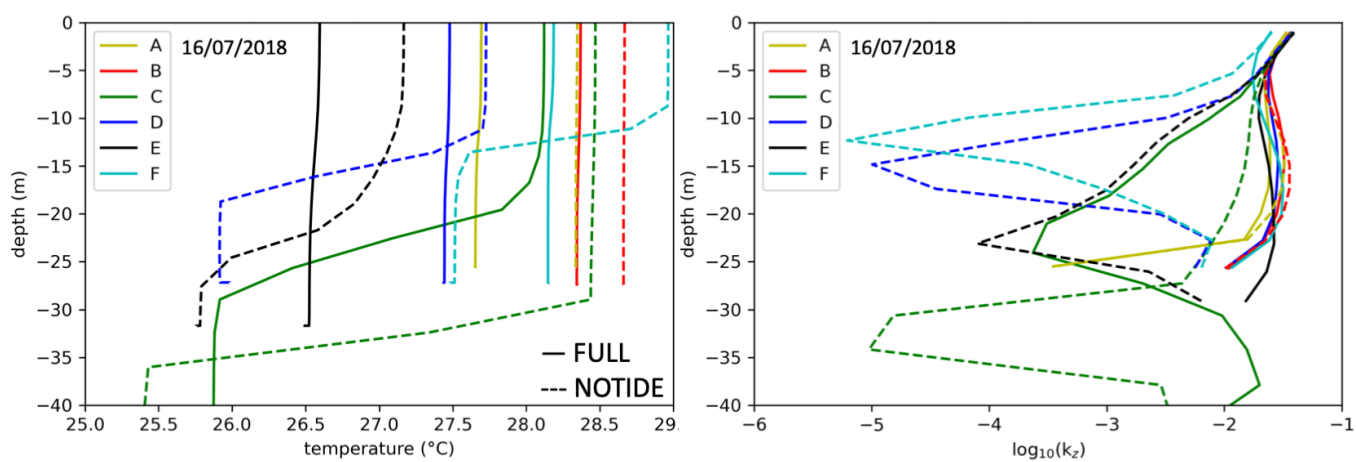 0
−5
−10
−15
−20
−25
−30
−35
−40
depth (m)
A
B
C
D
E
F
16/07/2018
FULL
NOTIDE
25.0 25.5 26.0 26.5 27.0 27.5 28.0 28.5 29.
temperature (°C)
0
−5
−10
−15
−20
−25
−30
−35
−40
depth (m)
A
B
C
D
E
F
16/07/2018
−6 −5 −4 −3 −2 −1
log10(kz)